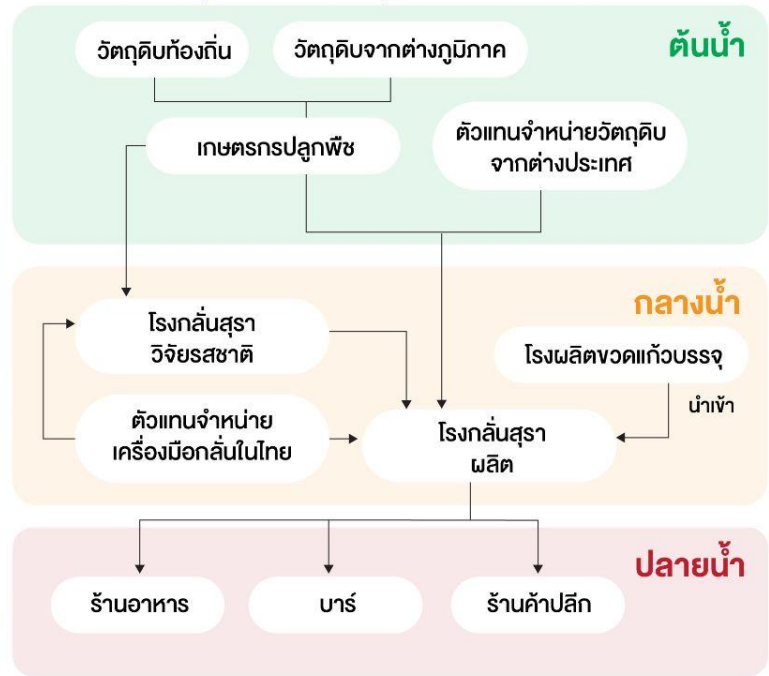 ต้นน้ำ
วัตถุดิบท้องถิ่น
วัตถุดิบจากต่างภูมิภาค
เกษตรกรปลูกพืช
ตัวแทนจำหน่ายวัตถุดิบ
จากต่างประเทศ
กลางน้ำ
โรงกลั่นสุรา
วิจัยรสชาติ
โรงผลิตขวดแก้วบรรจุ
นำเข้า
ตัวแทนจำหน่าย
เครื่องมือกลั่นในไทย
โรงกลั่นสุรา
ผลิต
ปลายน้ำ
ร้านอาหาร
บาร์
ร้านค้าปลีก